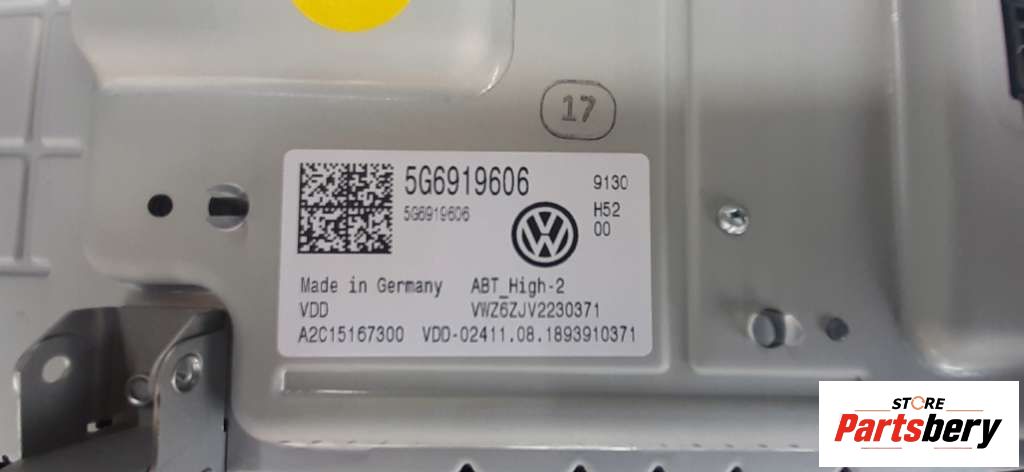 17
5G6919606
9130
5G6919606
H52
00
VW
Made in Germany ABT_High-2
VDD VWZ6ZJV2230371
A2C15167300 VDD-02411.08.1893910371
STORE
Partsbery